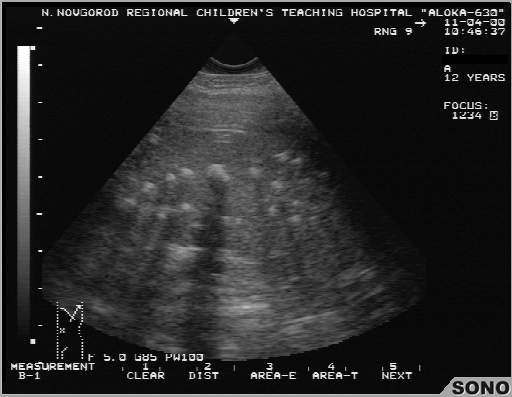 N.NOVGOROD REGIONAL CHILDREN'S TEACHING HOSPITAL "ALOKA-630"
11-04-00
RNG 9 10:46:37
ID:
A
12 YEARS
FOCUS:
1234 B
F 5.0 G85 PW100
MEASUREMENT 1 2 3 4 5
B-1 CLEAR DIST AREA-E AREA-T NEXT
SONO